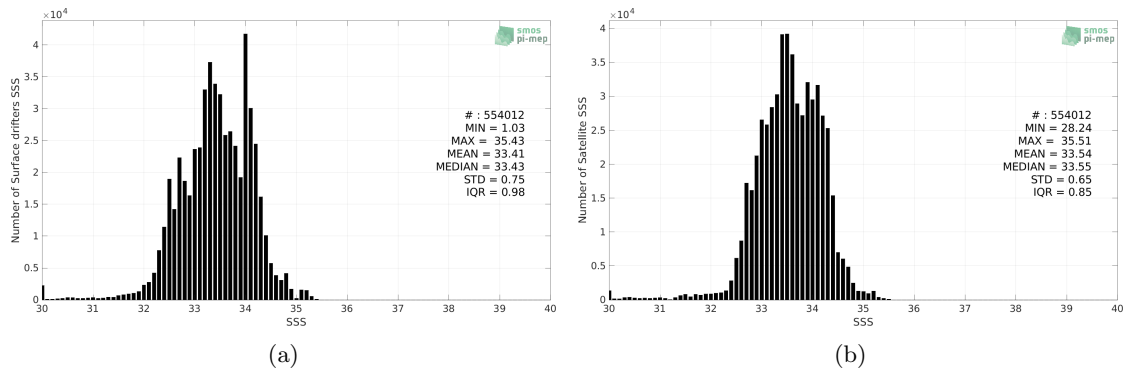 ×10⁴
4
3.5
3
2.5
2
1.5
1
0.5
0
Number of Surface drifters SSS
smos
pi-mep
# : 554012
MIN = 1.03
MAX = 35.43
MEAN = 33.41
MEDIAN = 33.43
STD = 0.75
IQR = 0.98
30 31 32 33 34 35 36 37 38 39 40
SSS
(a)
×10⁴
4
3.5
3
2.5
2
1.5
1
0.5
0
Number of Satellite SSS
smos
pi-mep
# : 554012
MIN = 28.24
MAX = 35.51
MEAN = 33.54
MEDIAN = 33.55
STD = 0.65
IQR = 0.85
30 31 32 33 34 35 36 37 38 39 40
SSS
(b)